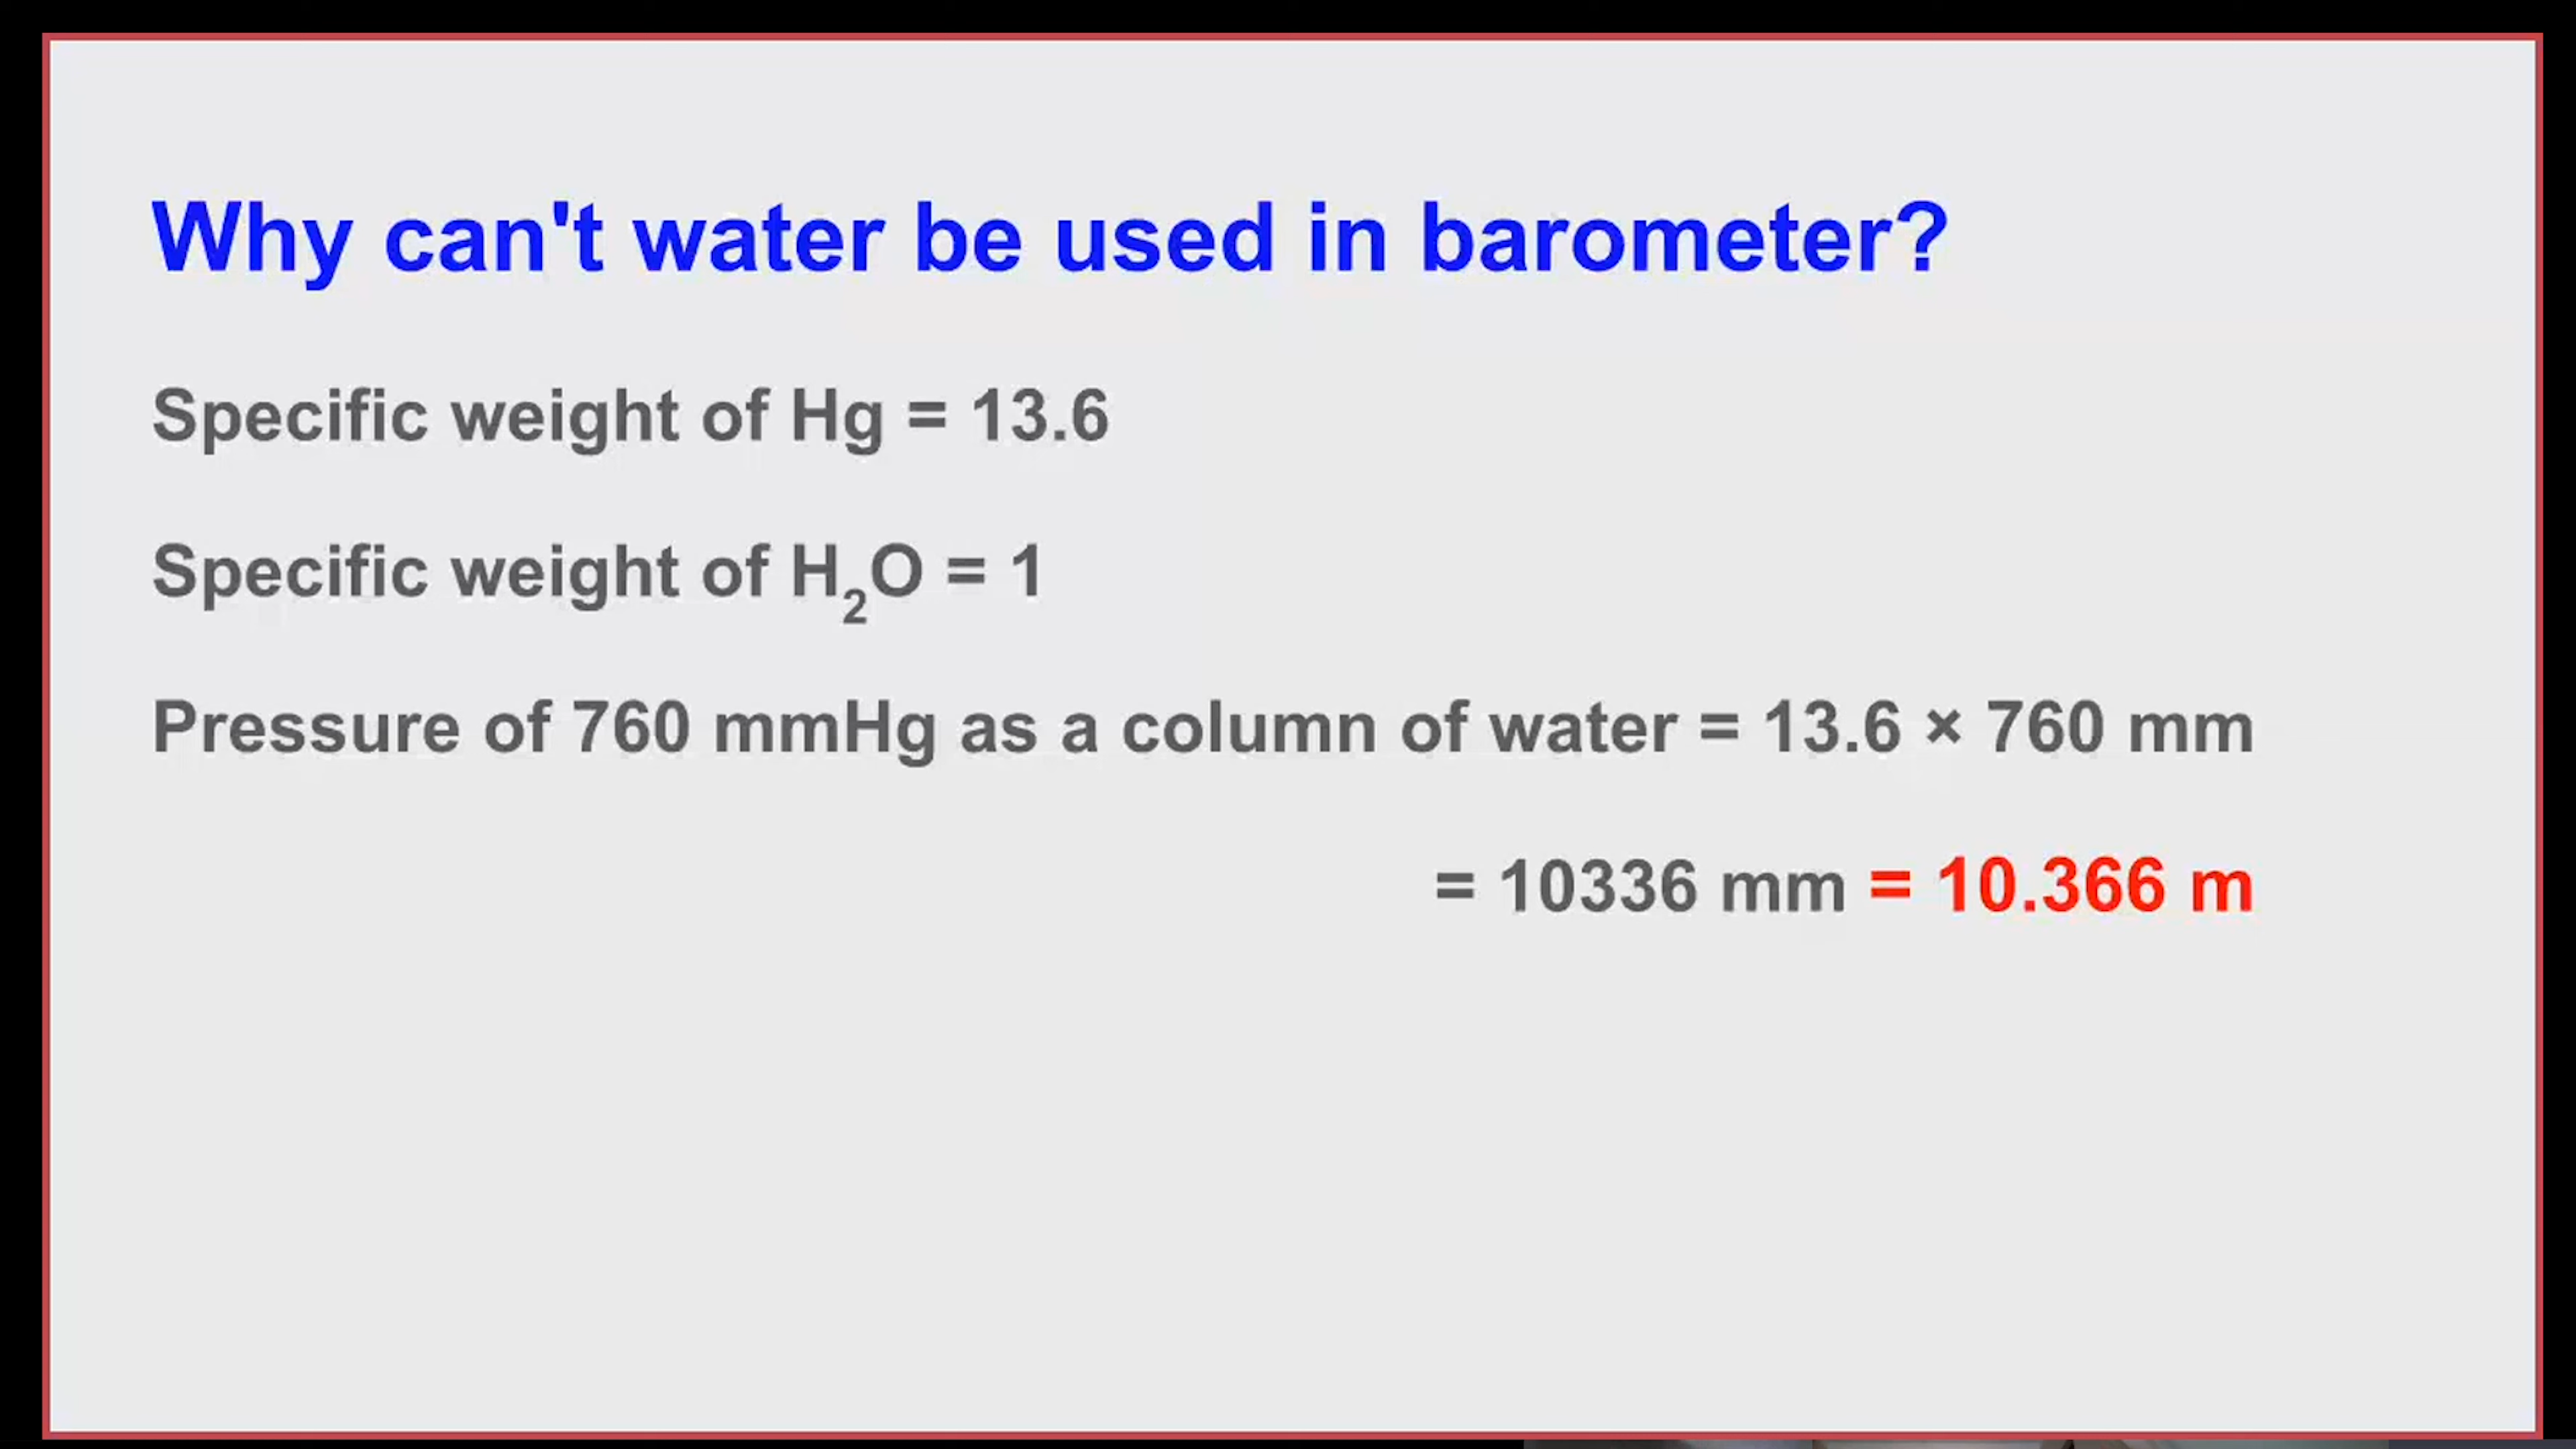 Why can't water be used in barometer?
Specific weight of Hg = 13.6
Specific weight of H₂O = 1
Pressure of 760 mmHg as a column of water = 13.6 × 760 mm
= 10336 mm = 10.366 m